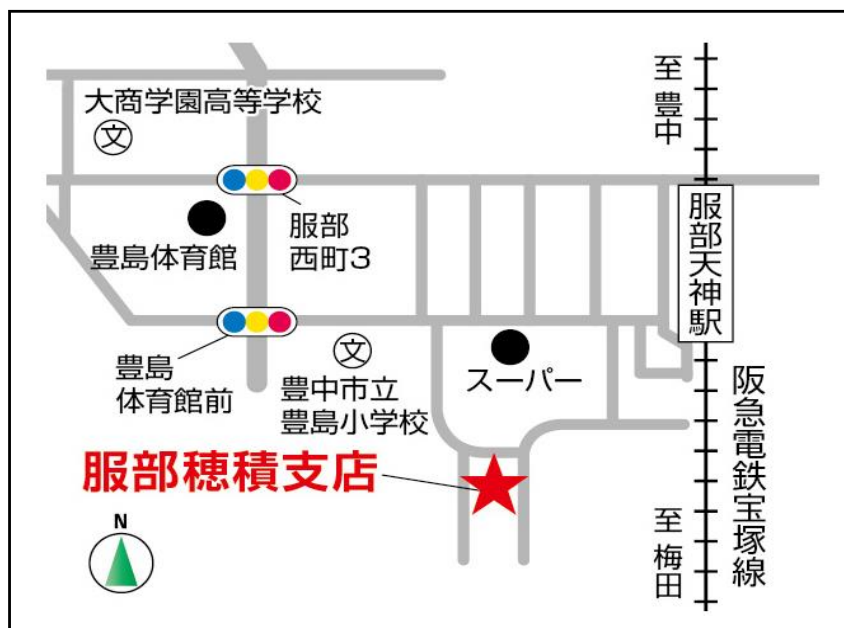 大商学園高等学校
文
至 豊中
服部
西町3
豊島体育館
服部天神駅
豊島
体育館前
文
豊中市立
豊島小学校
スーパー
阪急電鉄宝塚線
服部穂積支店
至 梅田
N